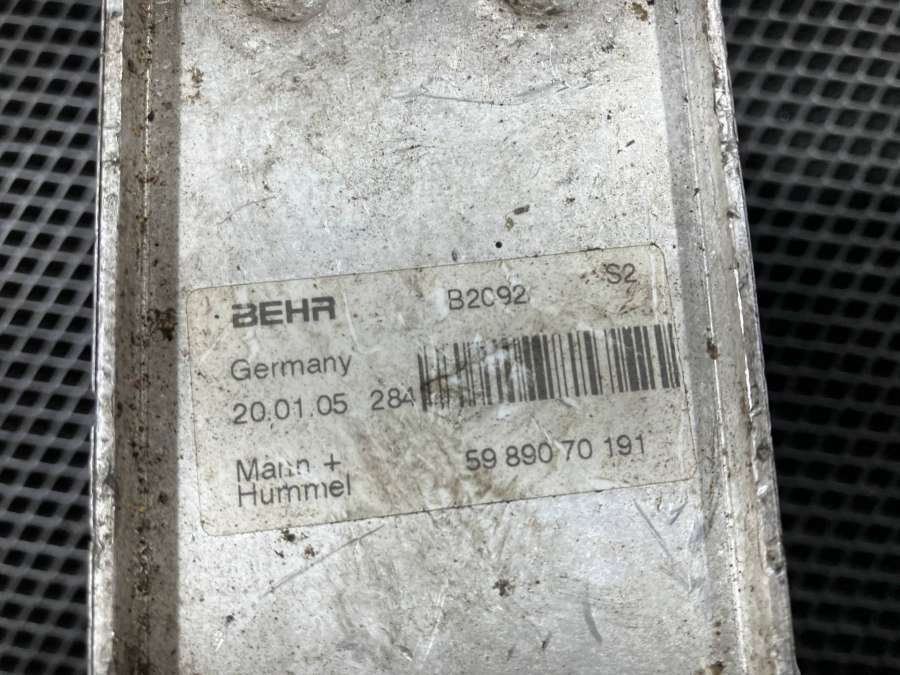 BEHR B2C92 S2
Germany
20.01.05 284
Mann + 59 890 70 191
Hummel